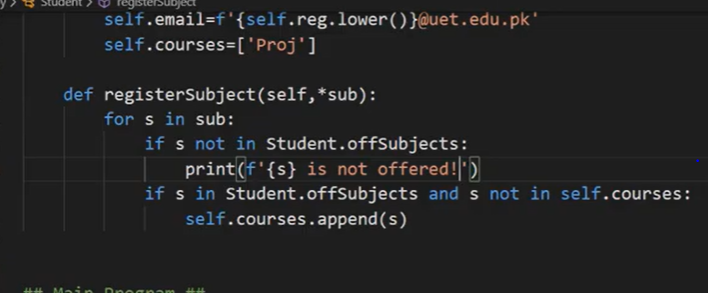 y > Student > registerSubject
self.email=f'{self.reg.lower()}@uet.edu.pk'
self.courses=['Proj']
def registerSubject(self,*sub):
for s in sub:
if s not in Student.offSubjects:
print(f'{s} is not offered!')
if s in Student.offSubjects and s not in self.courses:
self.courses.append(s)
## Main Program ##